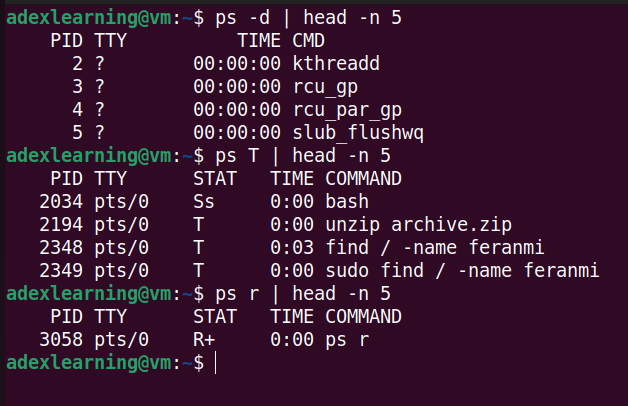 adexlearning@vm:~$ ps -d | head -n 5
    PID TTY          TIME CMD
      2 ?        00:00:00 kthreadd
      3 ?        00:00:00 rcu_gp
      4 ?        00:00:00 rcu_par_gp
      5 ?        00:00:00 slub_flushwq
adexlearning@vm:~$ ps T | head -n 5
    PID TTY      STAT   TIME COMMAND
   2034 pts/0    Ss     0:00 bash
   2194 pts/0    T      0:00 unzip archive.zip
   2348 pts/0    T      0:03 find / -name feranmi
   2349 pts/0    T      0:00 sudo find / -name feranmi
adexlearning@vm:~$ ps r | head -n 5
    PID TTY      STAT   TIME COMMAND
   3058 pts/0    R+     0:00 ps r
adexlearning@vm:~$